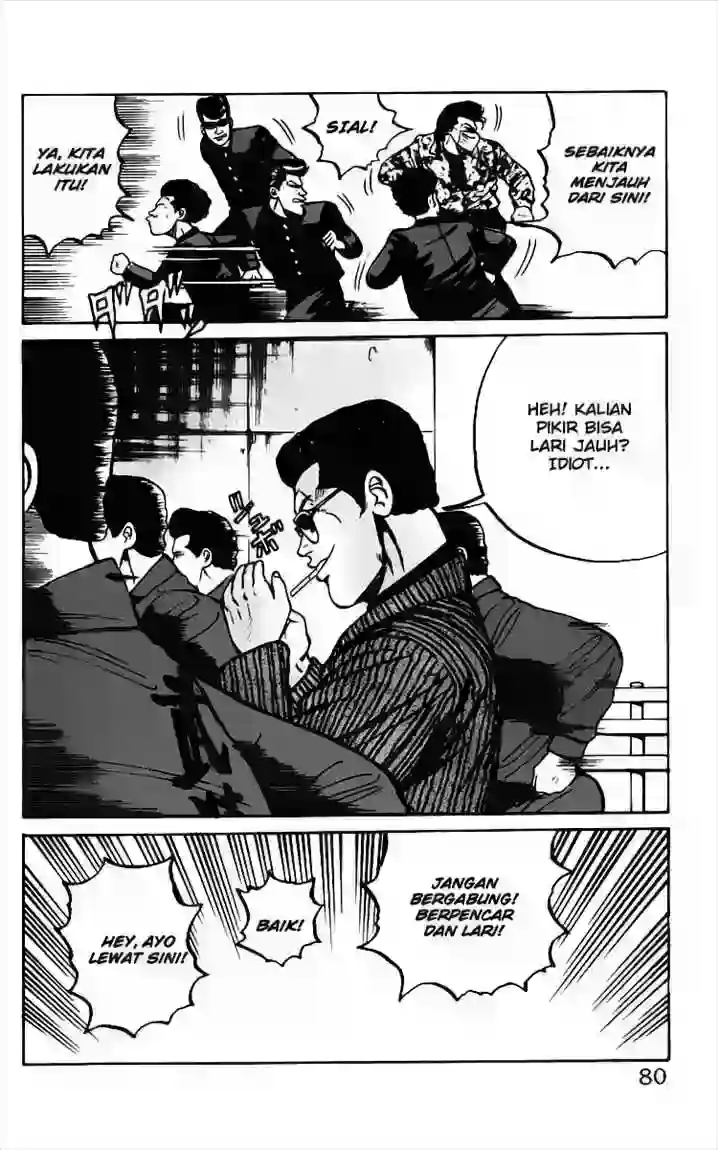 SEBAIKNYA
KITA
MENJAUH
DARI SINI!
SIAL!
YA, KITA
LAKUKAN
ITU!
HEH! KALIAN
PIKIR BISA
LARI JAUH?
IDIOT...
JANGAN
BERGABUNG!
BERPENCAR
DAN LARI!
BAIK!
HEY, AYO
LEWAT SINI!
80